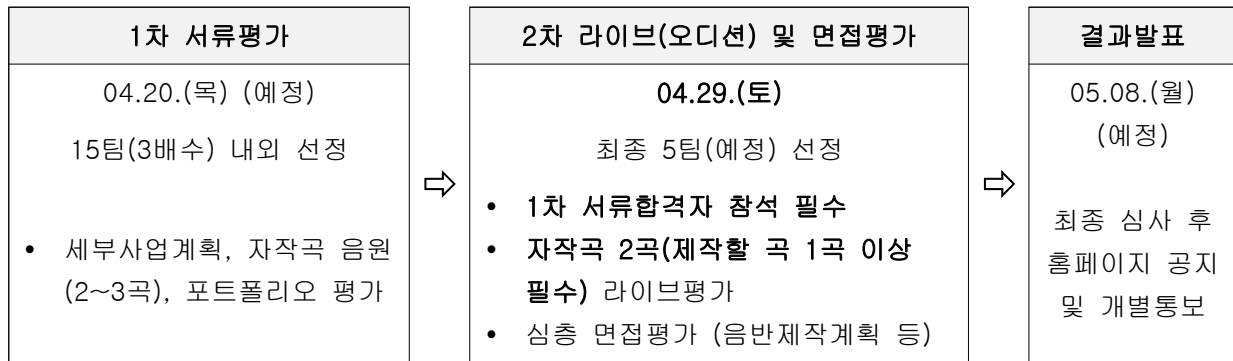 1차 서류평가
04.20.(목) (예정)
15팀(3배수) 내외 선정
• 세부사업계획, 자작곡 음원
(2~3곡), 포트폴리오 평가
⇨
2차 라이브(오디션) 및 면접평가
04.29.(토)
최종 5팀(예정) 선정
• 1차 서류합격자 참석 필수
• 자작곡 2곡(제작할 곡 1곡 이상
필수) 라이브평가
• 심층 면접평가 (음반제작계획 등)
⇨
결과발표
05.08.(월)
(예정)
최종 심사 후
홈페이지 공지
및 개별통보